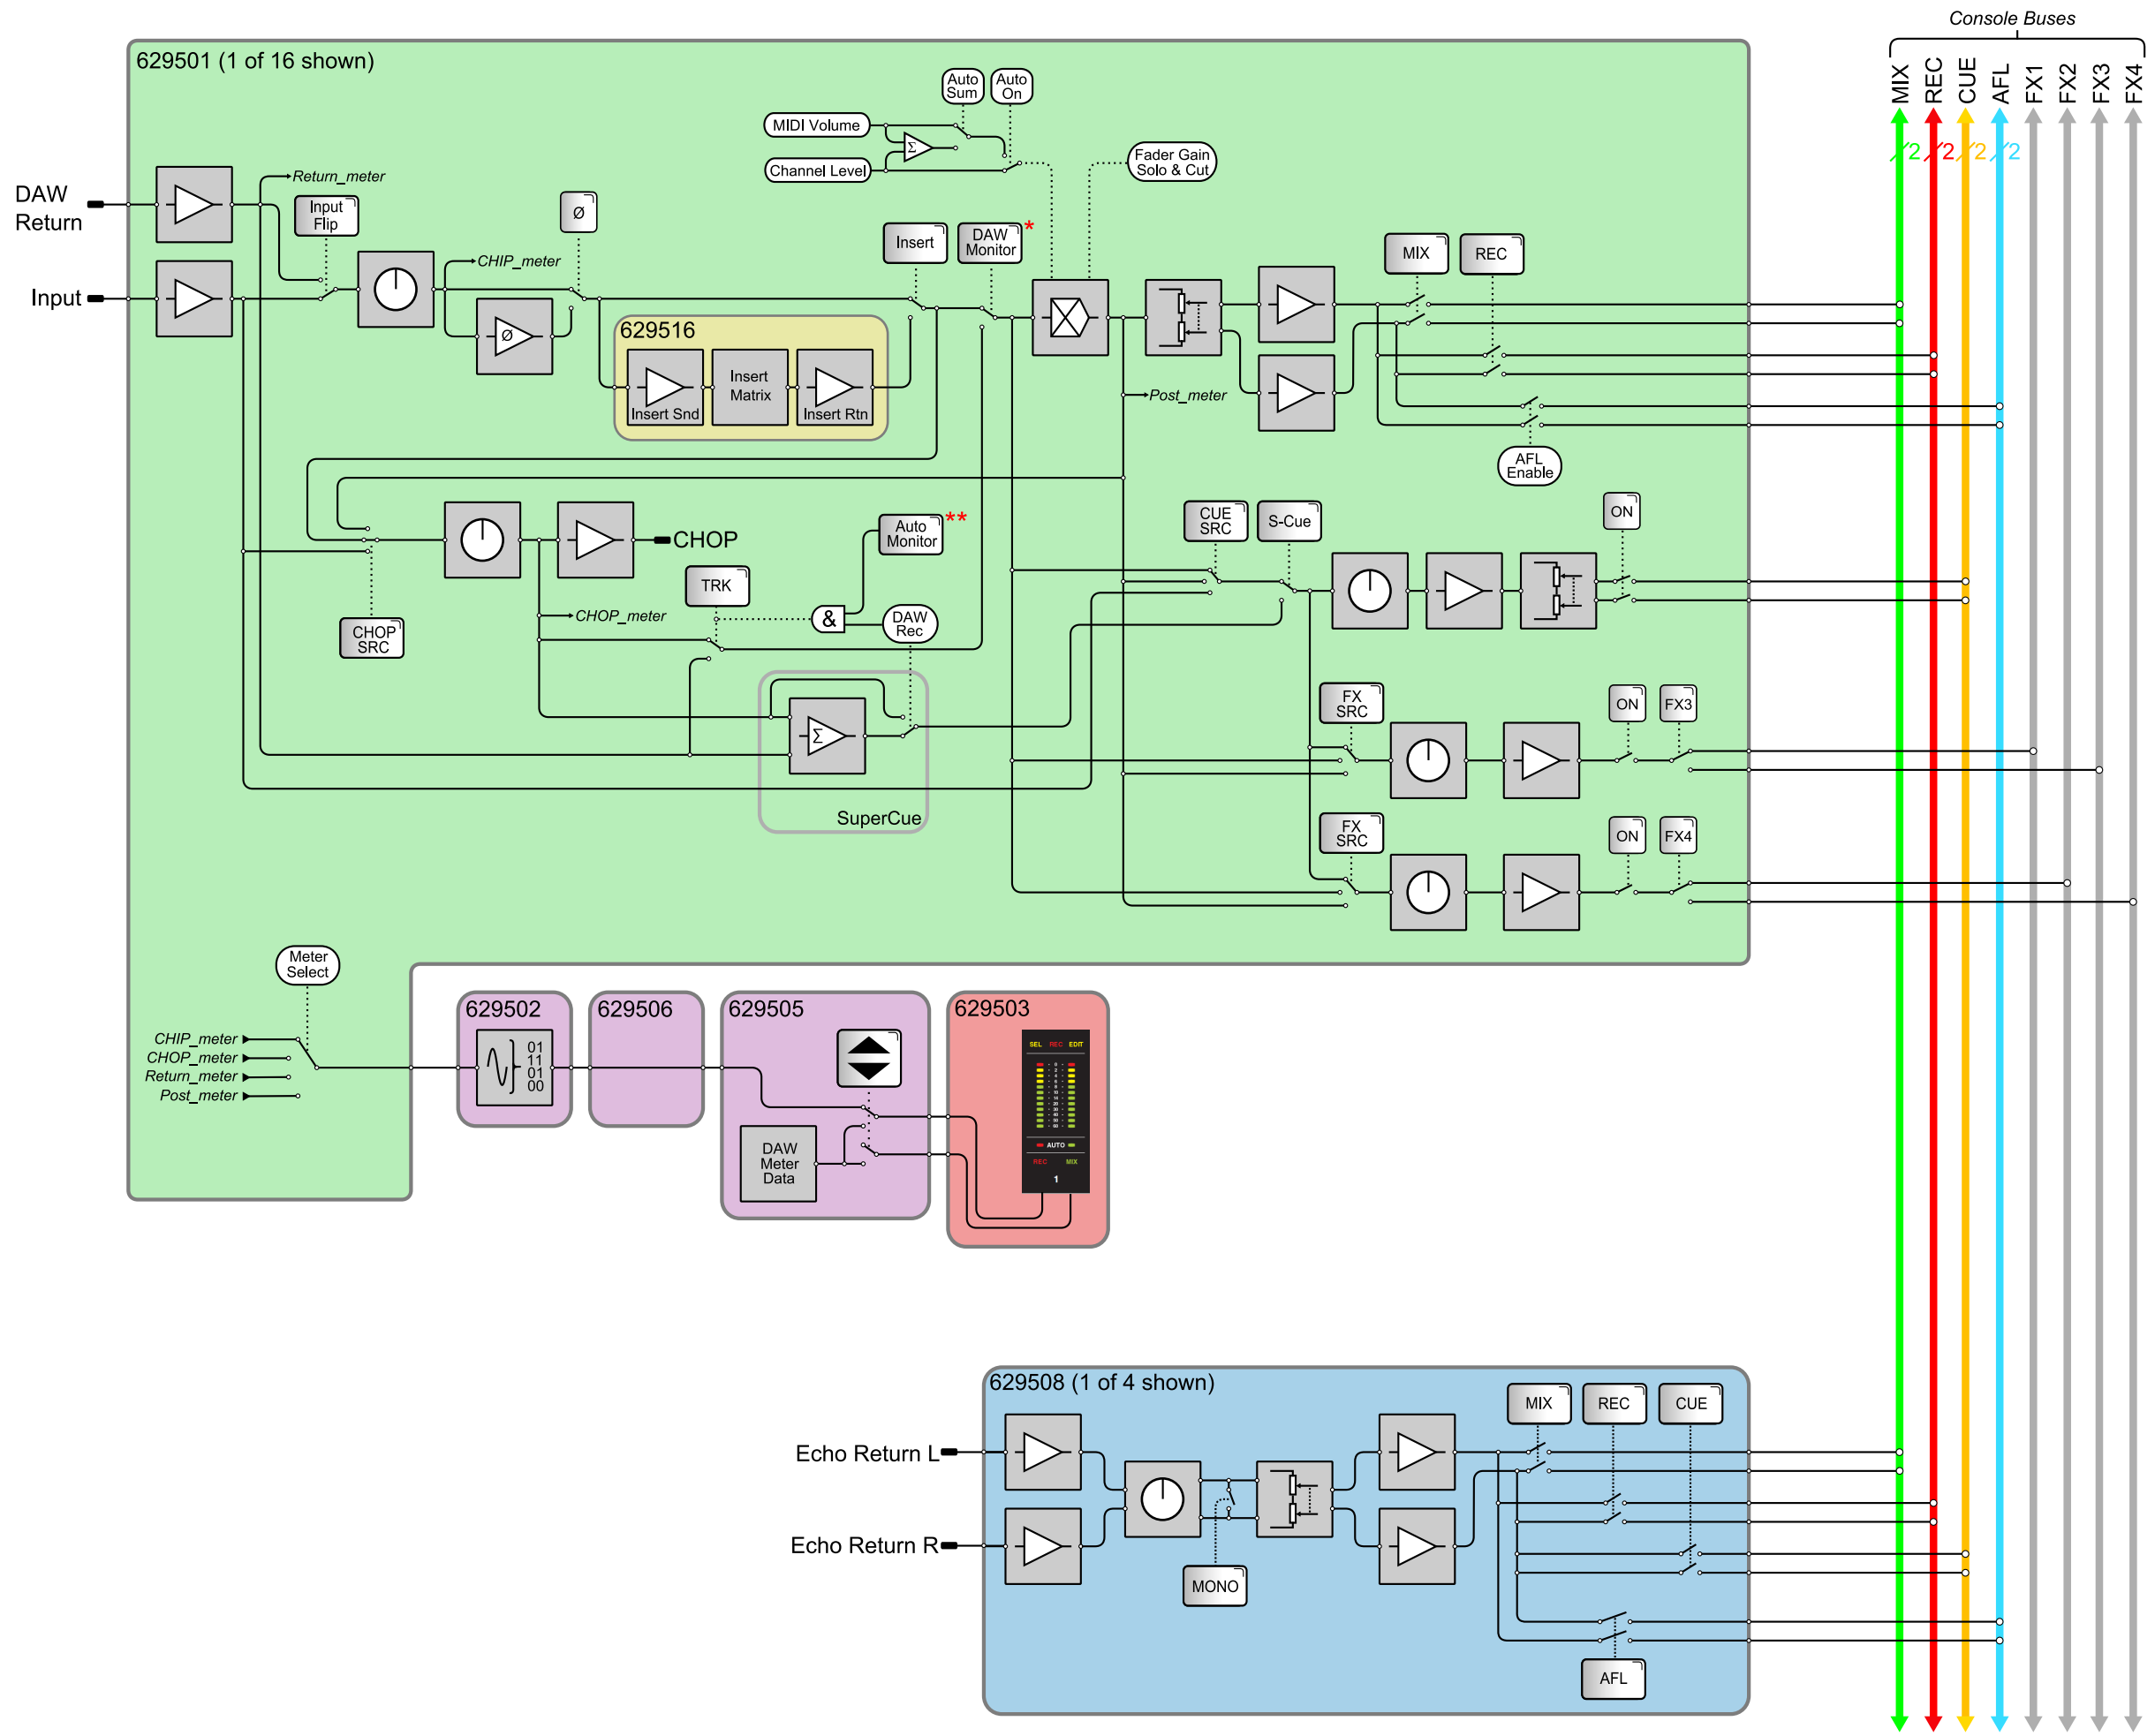 Console Buses
MIX
REC
CUE
AFL
FX1
FX2
FX3
FX4
2
2
2
2
629501 (1 of 16 shown)
Auto
Sum
Auto
On
MIDI Volume
Σ
Channel Level
Fader Gain
Solo & Cut
DAW
Return
Return_meter
Input
Flip
Ø
Insert
DAW
Monitor
*
MIX
REC
CHIP_meter
Input
Ø
629516
Insert Snd
Insert
Matrix
Insert Rtn
Post_meter
AFL
Enable
CHOP
Auto
Monitor
**
CUE
SRC
S-Cue
ON
TRK
CHOP_meter
&
DAW
Rec
CHOP
SRC
Σ
SuperCue
FX
SRC
ON
FX3
FX
SRC
ON
FX4
Meter
Select
CHIP_meter
CHOP_meter
Return_meter
Post_meter
629502
01
11
01
00
629506
629505
DAW
Meter
Data
629503
SEL REC EDIT
AUTO
REC MIX
1
629508 (1 of 4 shown)
MIX
REC
CUE
Echo Return L
Echo Return R
MONO
AFL